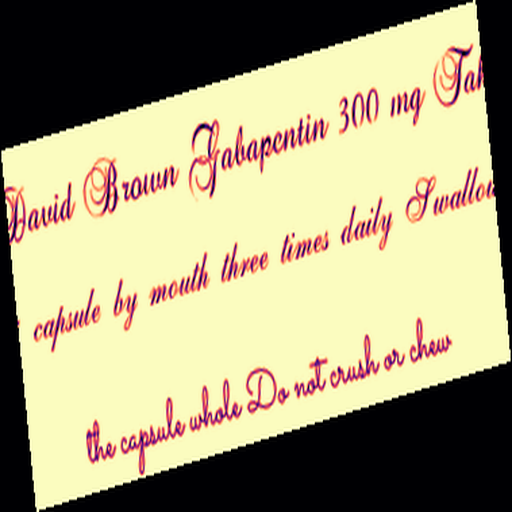 David Brown Gabapentin 300 mg Tak
capsule by mouth three times daily Swallow
the capsule whole Do not crush or chew